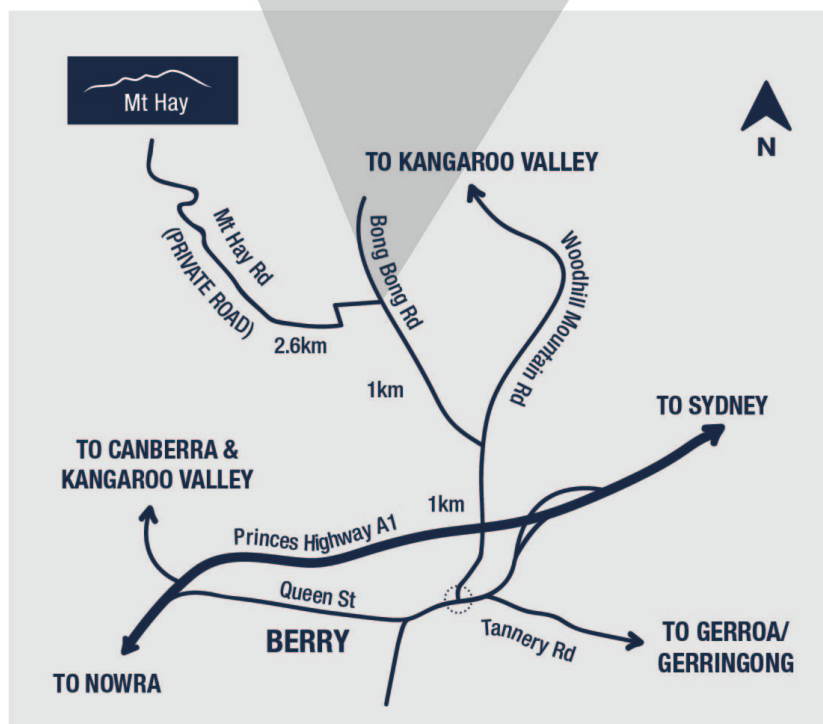 Mt Hay
N
TO KANGAROO VALLEY
Mt Hay Rd
(PRIVATE ROAD)
Bong Bong Rd
Woodhill Mountain Rd
2.6km
1km
TO SYDNEY
TO CANBERRA &
KANGAROO VALLEY
1km
Princes Highway A1
Queen St
BERRY
Tannery Rd
TO GERROA/
GERRINGONG
TO NOWRA